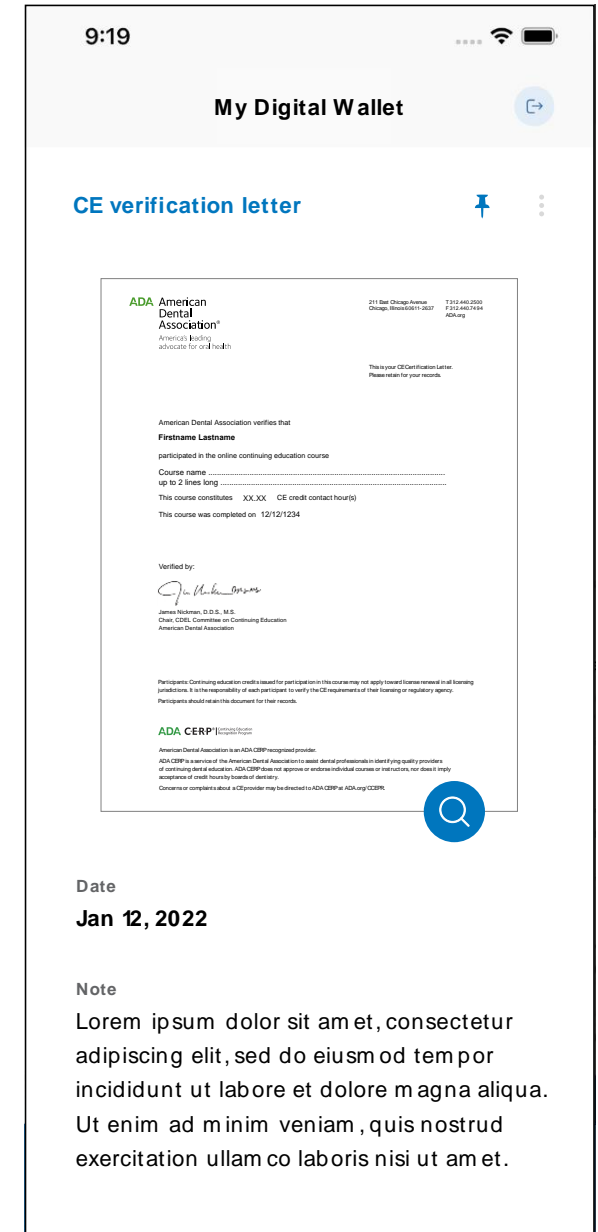 9:19
My Digital Wallet
CE verification letter
ADA American
Dental
Association®
America's leading
advocate for oral health
211 East Chicago Avenue T 312.440.2500
Chicago, Illinois 60611-2637 F 312.440.7494
ADA.org
This is your CE Certification Letter.
Please retain for your records.
American Dental Association verifies that
Firstname Lastname
participated in the online continuing education course
Course name ....................................................................................................
up to 2 lines long ....................................................................................................
This course constitutes XX.XX CE credit contact hour(s)
This course was completed on 12/12/1234
Verified by:
James Nickman, D.D.S., M.S.
Chair, CDEL Committee on Continuing Education
American Dental Association
Participants: Continuing education credits issued for participation in this course may not apply toward license renewal in all licensing
jurisdictions. It is the responsibility of each participant to verify the CE requirements of their licensing or regulatory agency.
Participants should retain this document for their records.
ADA CERP® | Continuing Education
Recognition Program
American Dental Association is an ADA CERP recognized provider.
ADA CERP is a service of the American Dental Association to assist dental professionals in identifying quality providers
of continuing dental education. ADA CERP does not approve or endorse individual courses or instructors, nor does it imply
acceptance of credit hours by boards of dentistry.
Concerns or complaints about a CE provider may be directed to ADA CERP at ADA.org/CCEPR.
Date
Jan 12, 2022
Note
Lorem ipsum dolor sit amet, consectetur
adipiscing elit, sed do eiusmod tempor
incididunt ut labore et dolore magna aliqua.
Ut enim ad minim veniam, quis nostrud
exercitation ullamco laboris nisi ut amet.